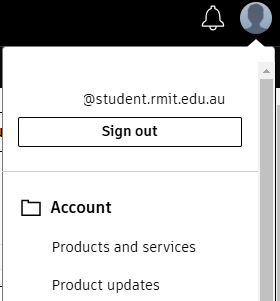 @student.rmit.edu.au
Sign out
Account
Products and services
Product updates